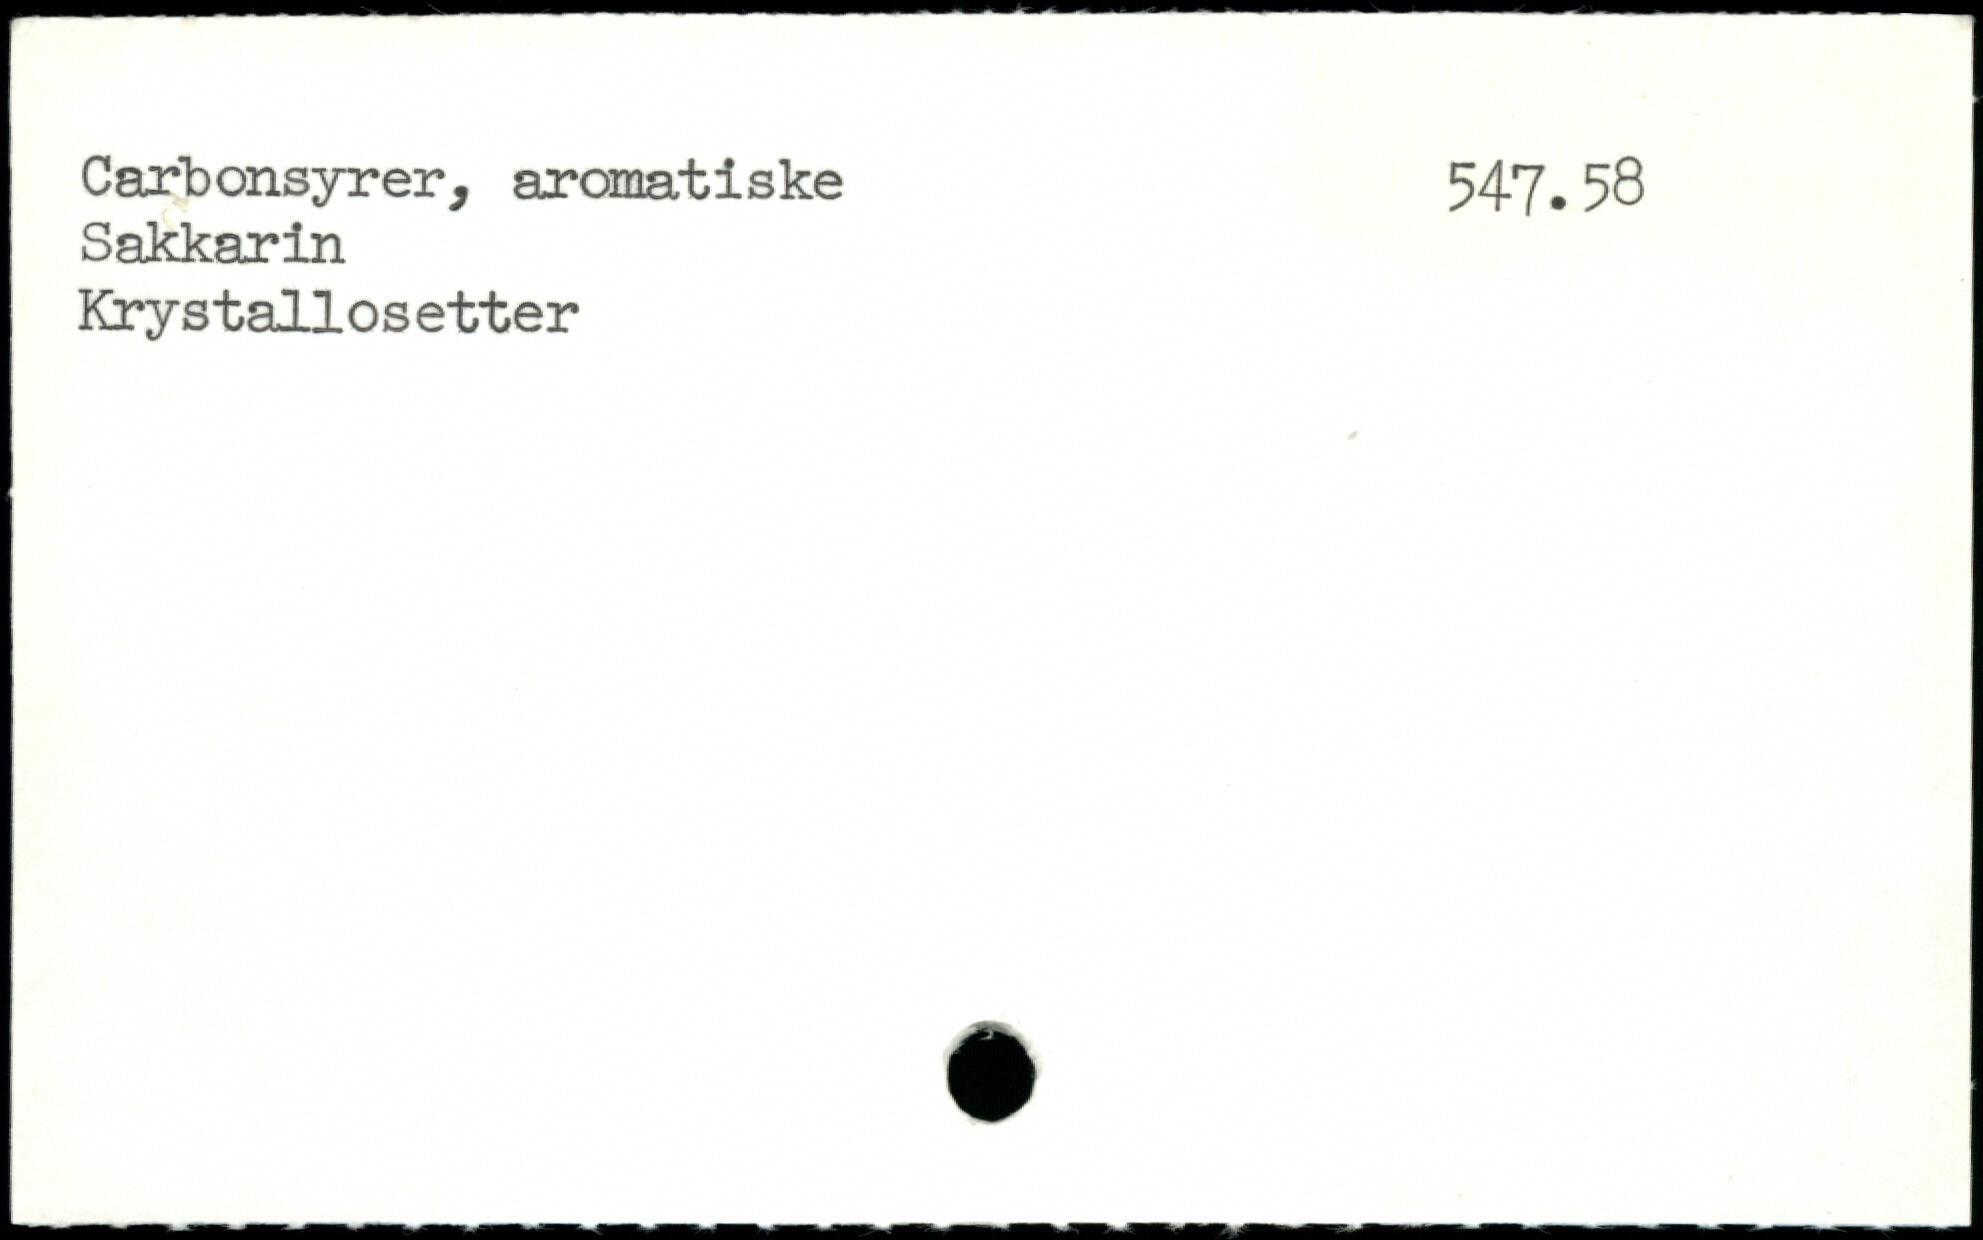 Carbonsyrer, aromatiske 547.58
Sakkarin
Krystallosetter